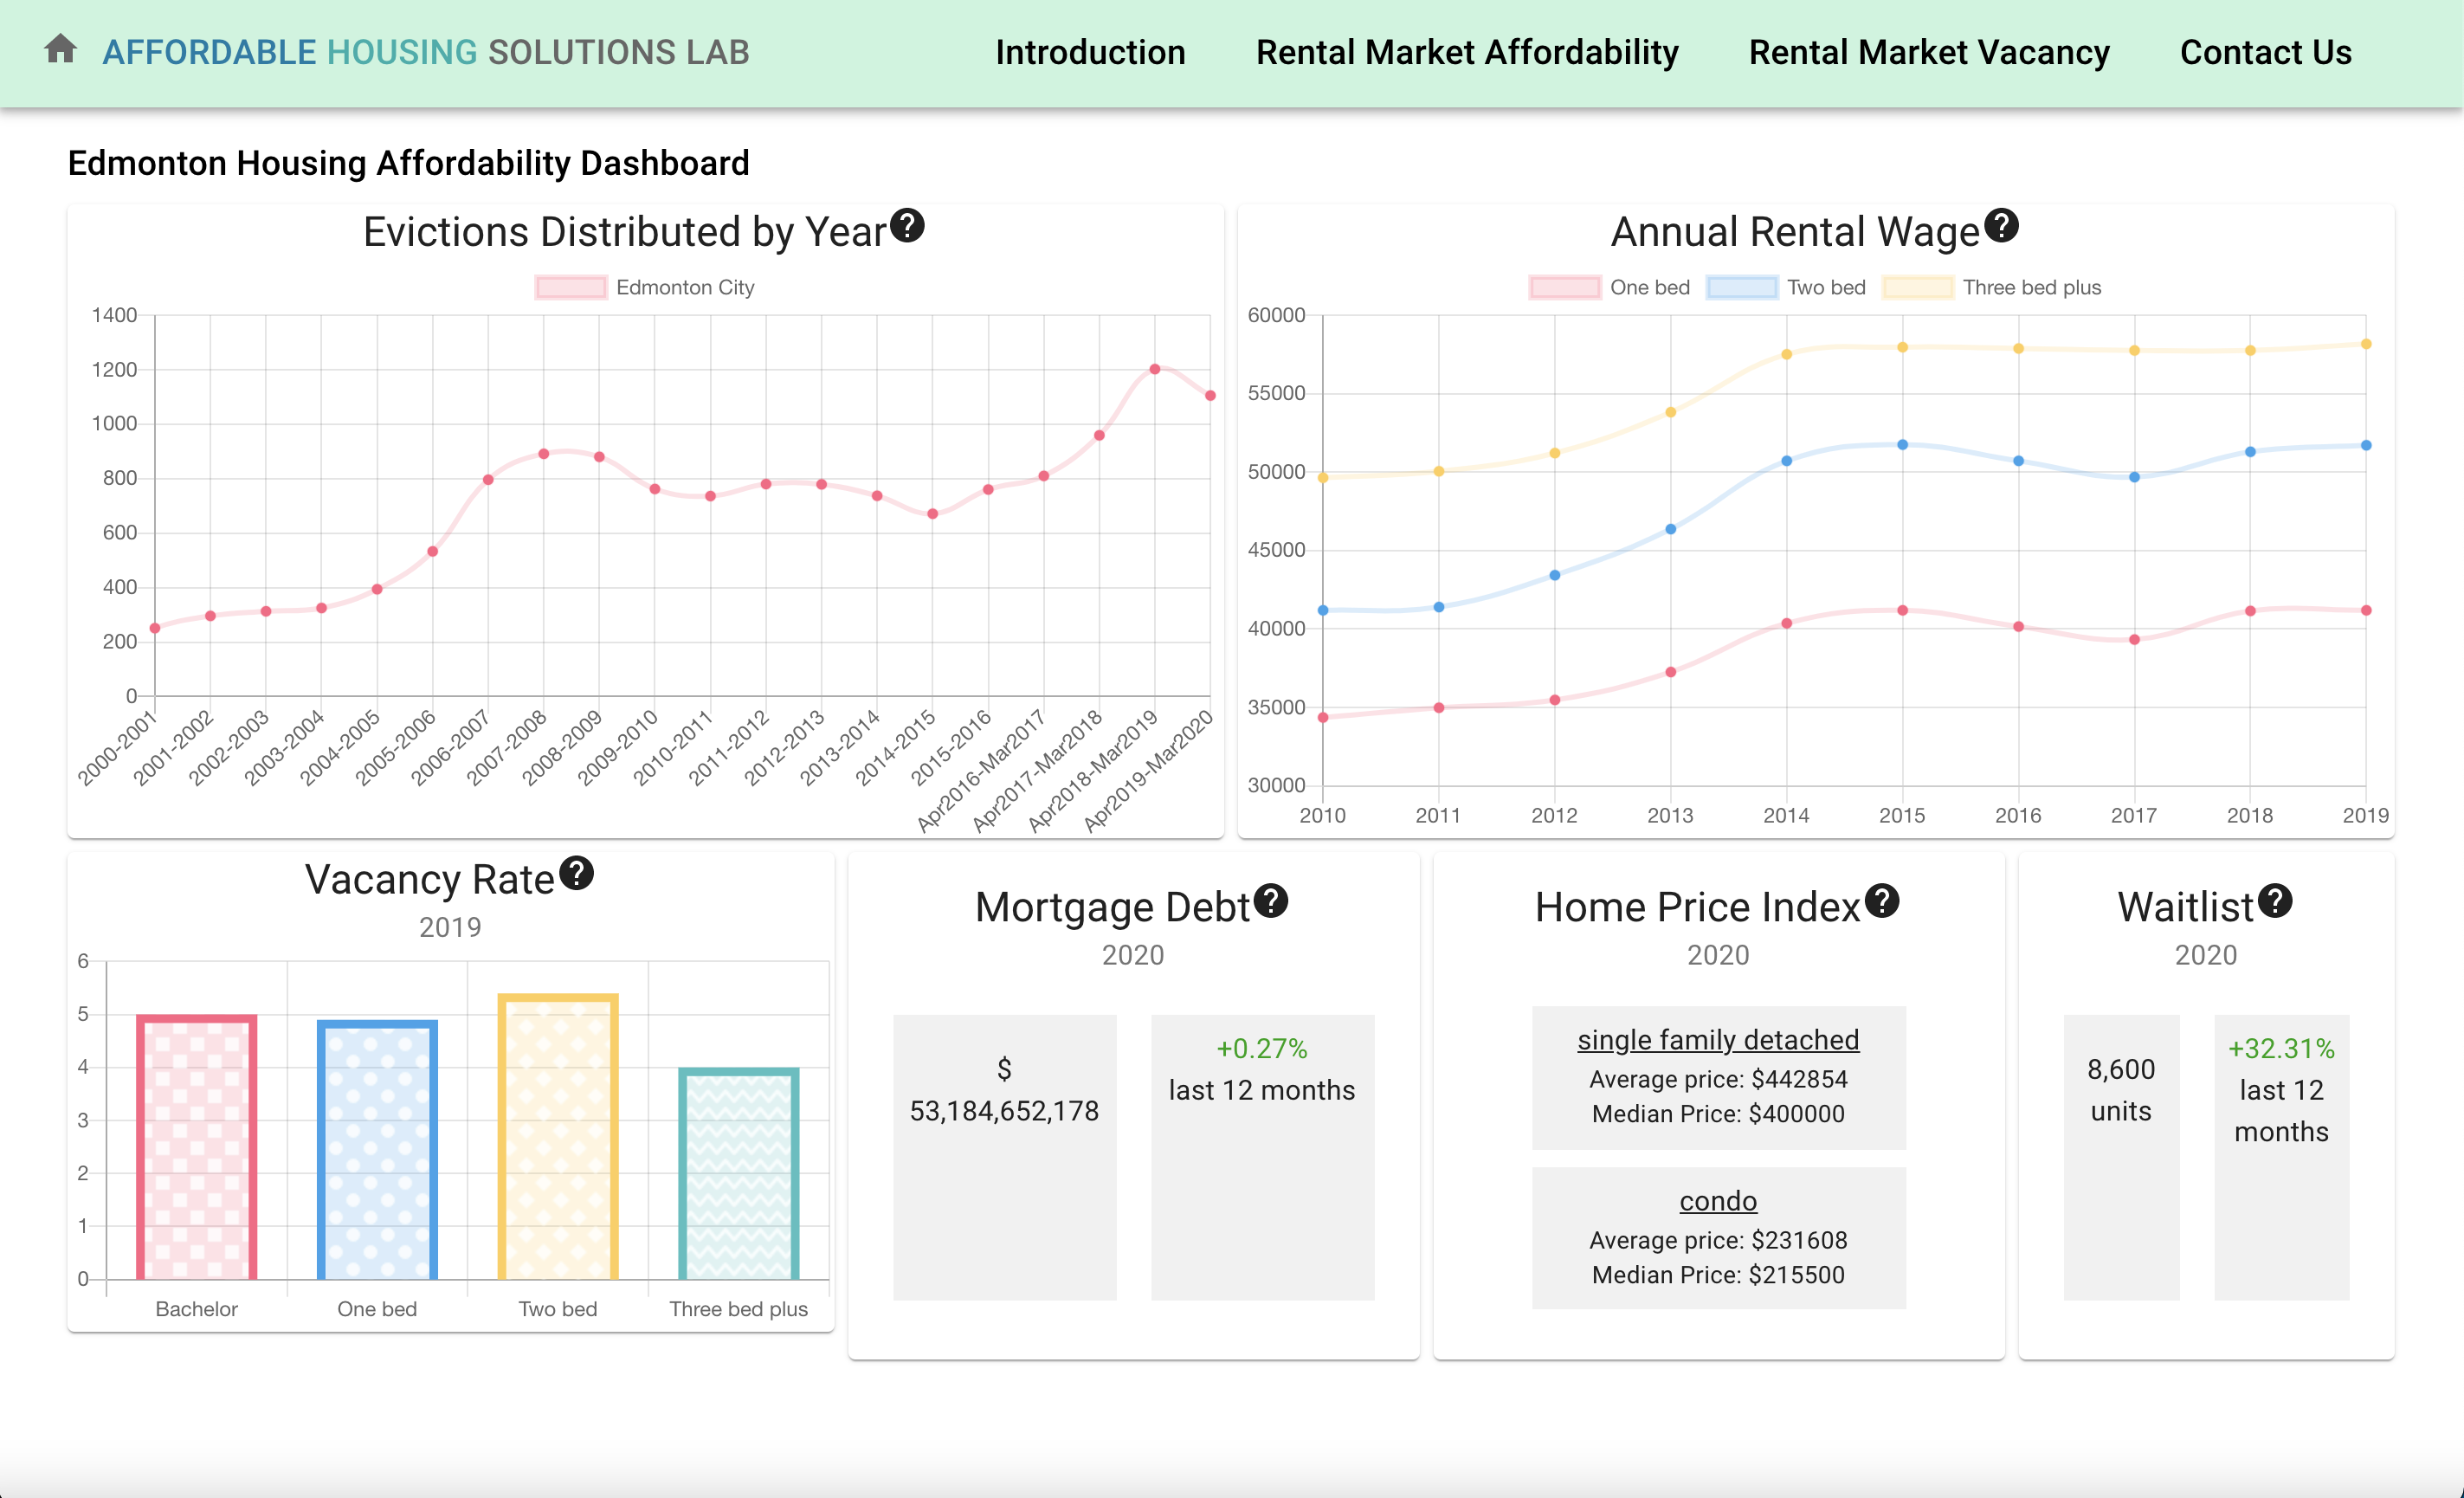 AFFORDABLE HOUSING SOLUTIONS LAB
Introduction
Rental Market Affordability
Rental Market Vacancy
Contact Us
Edmonton Housing Affordability Dashboard
Evictions Distributed by Year?
Edmonton City
1400
1200
1000
800
600
400
200
0
2000-2001
2001-2002
2002-2003
2003-2004
2004-2005
2005-2006
2006-2007
2007-2008
2008-2009
2009-2010
2010-2011
2011-2012
2012-2013
2013-2014
2014-2015
2015-2016
Apr2016-Mar2017
Apr2017-Mar2018
Apr2018-Mar2019
Apr2019-Mar2020
Annual Rental Wage?
One bed
Two bed
Three bed plus
60000
55000
50000
45000
40000
35000
30000
2010
2011
2012
2013
2014
2015
2016
2017
2018
2019
Vacancy Rate?
2019
6
5
4
3
2
1
0
Bachelor
One bed
Two bed
Three bed plus
Mortgage Debt?
2020
$
53,184,652,178
+0.27%
last 12 months
Home Price Index?
2020
single family detached
Average price: $442854
Median Price: $400000
condo
Average price: $231608
Median Price: $215500
Waitlist?
2020
8,600
units
+32.31%
last 12
months